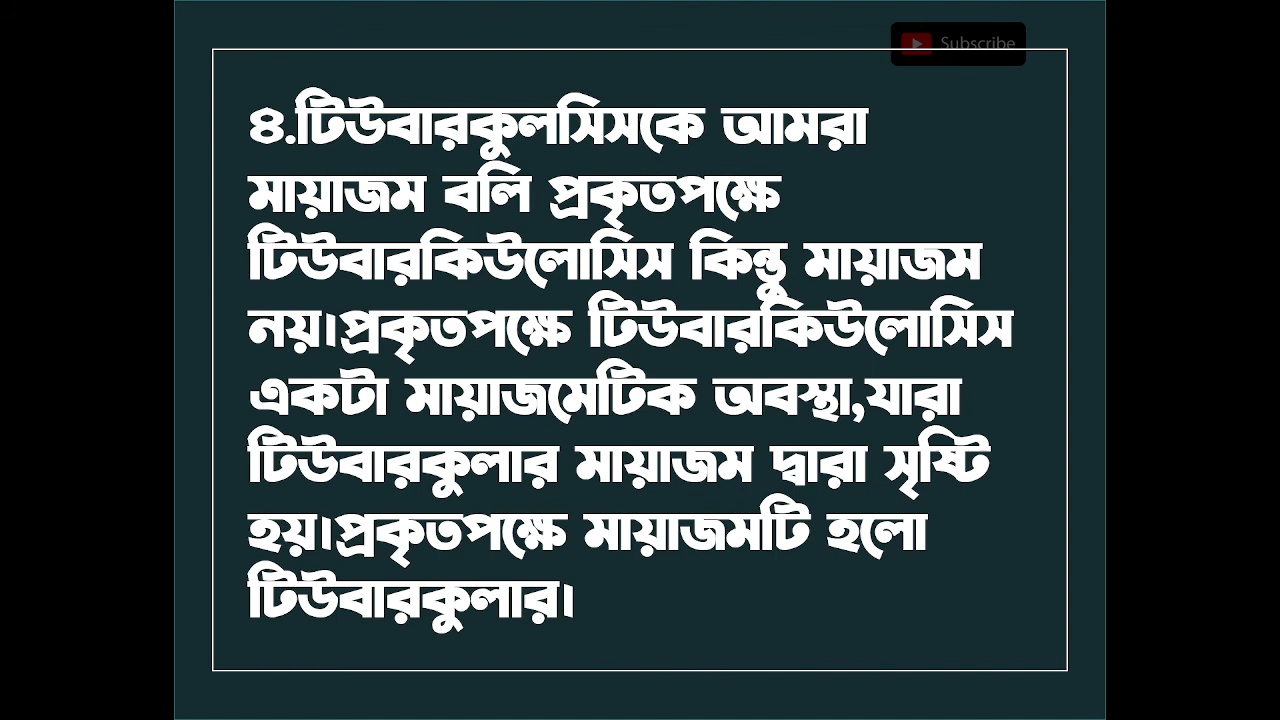 Subscribe
৪.টিউবারকুলসিসকে আমরা
মায়াজম বলি প্রকৃতপক্ষে
টিউবারকিউলোসিস কিন্তু মায়াজম
নয়।প্রকৃতপক্ষে টিউবারকিউলোসিস
একটা মায়াজমেটিক অবস্থা,যারা
টিউবারকুলার মায়াজম দ্বারা সৃষ্টি
হয়।প্রকৃতপক্ষে মায়াজমটি হলো
টিউবারকুলার।